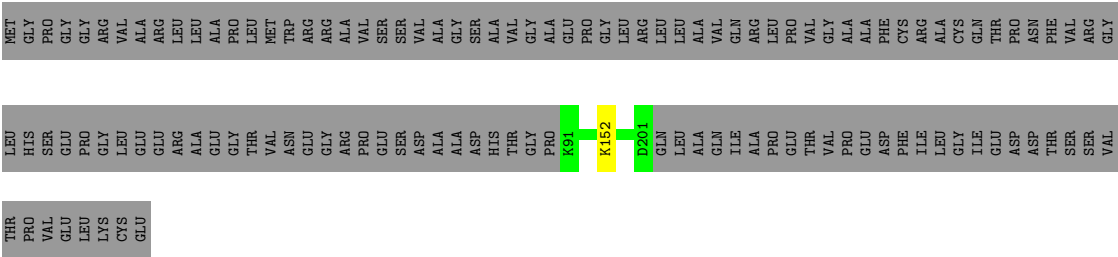 MET GLY PRO GLY GLY ARG VAL ALA ARG LEU LEU ALA PRO LEU MET TRP ARG ARG ALA VAL SER SER VAL ALA GLY SER ALA VAL GLY ALA GLU PRO GLY LEU ARG LEU LEU ALA VAL GLN ARG LEU PRO VAL GLY ALA ALA PHE CYS ARG ALA CYS GLN THR PRO ASN PHE VAL ARG GLY
LEU HIS SER GLU PRO GLY LEU GLU GLU ARG ALA GLU GLY THR VAL ASN GLU GLY ARG PRO GLU SER ASP ALA ALA ASP HIS THR GLY PRO K91 K152 D201 GLN LEU ALA GLN ILE ALA PRO GLU THR VAL PRO GLU ASP PHE ILE LEU GLY ILE GLU ASP ASP THR SER SER VAL
THR PRO VAL GLU LEU LYS CYS GLU